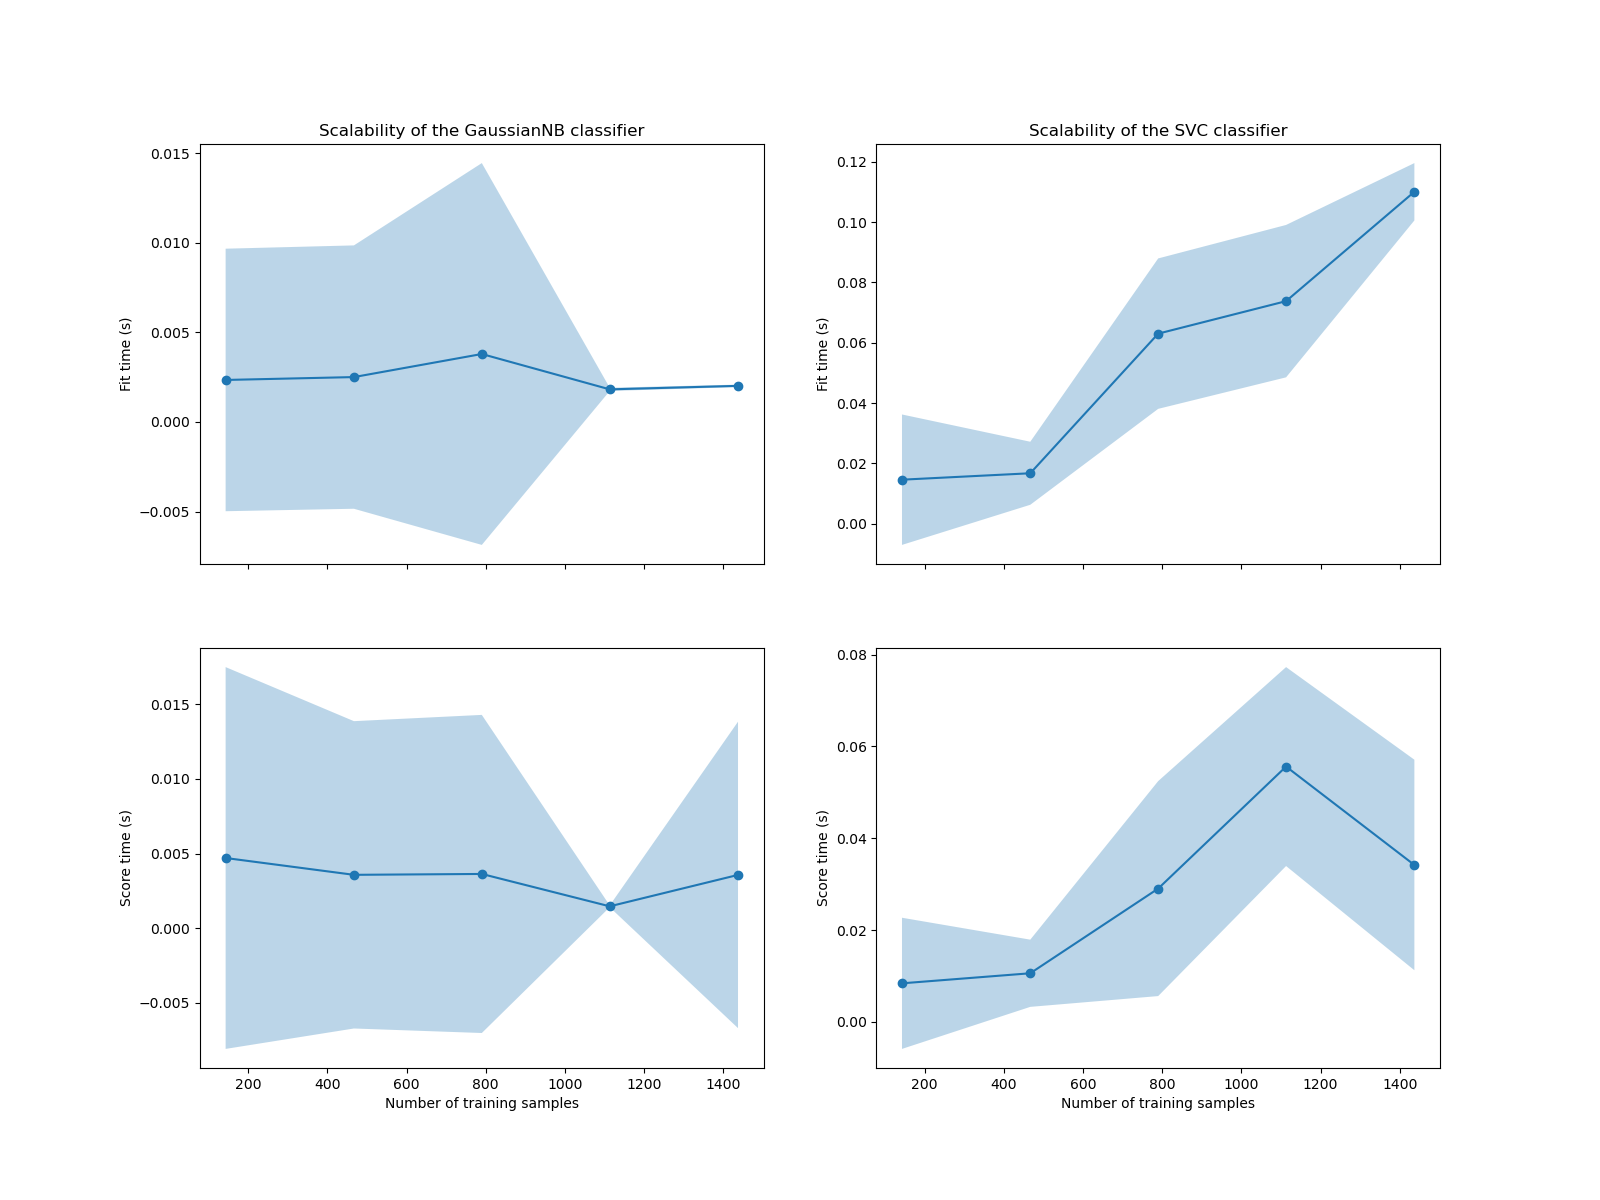 Scalability of the GaussianNB classifier
0.015
0.010
0.005
0.000
−0.005
Fit time (s)
Scalability of the SVC classifier
0.12
0.10
0.08
0.06
0.04
0.02
0.00
Fit time (s)
0.015
0.010
0.005
0.000
−0.005
Score time (s)
200 400 600 800 1000 1200 1400
Number of training samples
0.08
0.06
0.04
0.02
0.00
Score time (s)
200 400 600 800 1000 1200 1400
Number of training samples